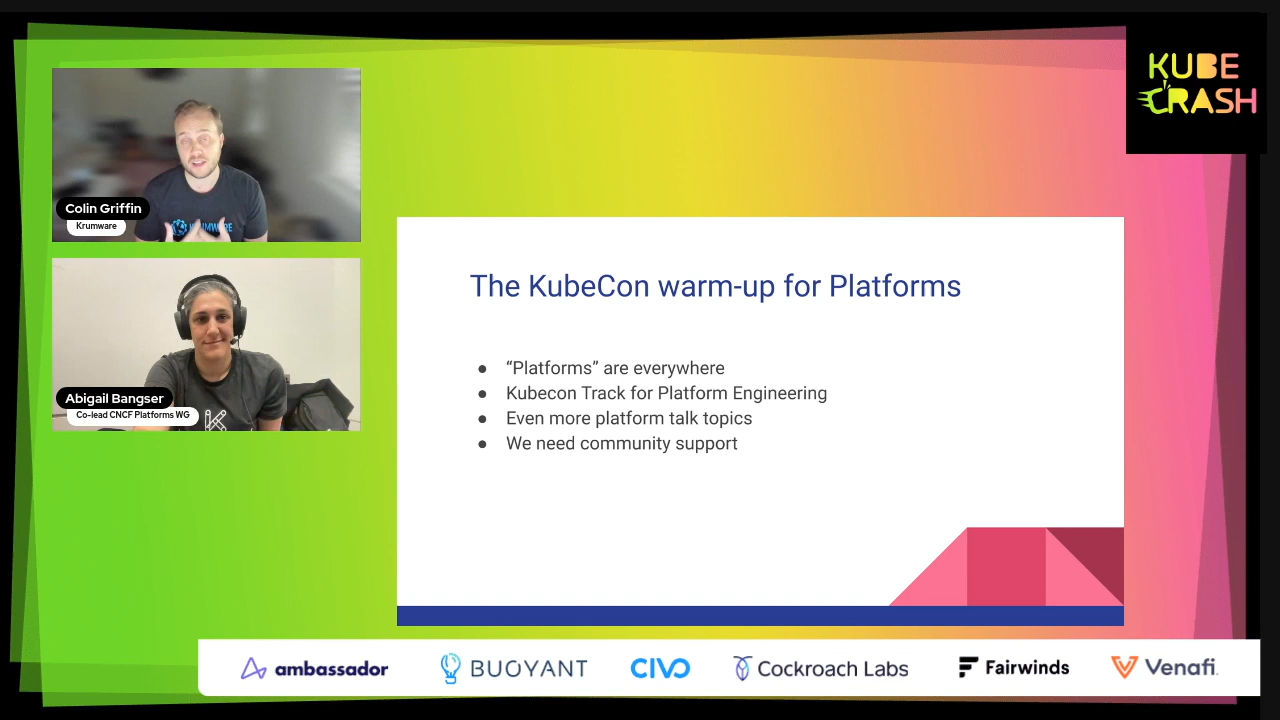 KUBE
CRASH
Colin Griffin
Krumware
Abigail Bangser
Co-lead CNCF Platforms WG
The KubeCon warm-up for Platforms
● “Platforms” are everywhere
● Kubecon Track for Platform Engineering
● Even more platform talk topics
● We need community support
ambassador
BUOYANT
CIVO
Cockroach Labs
Fairwinds
Venafi.